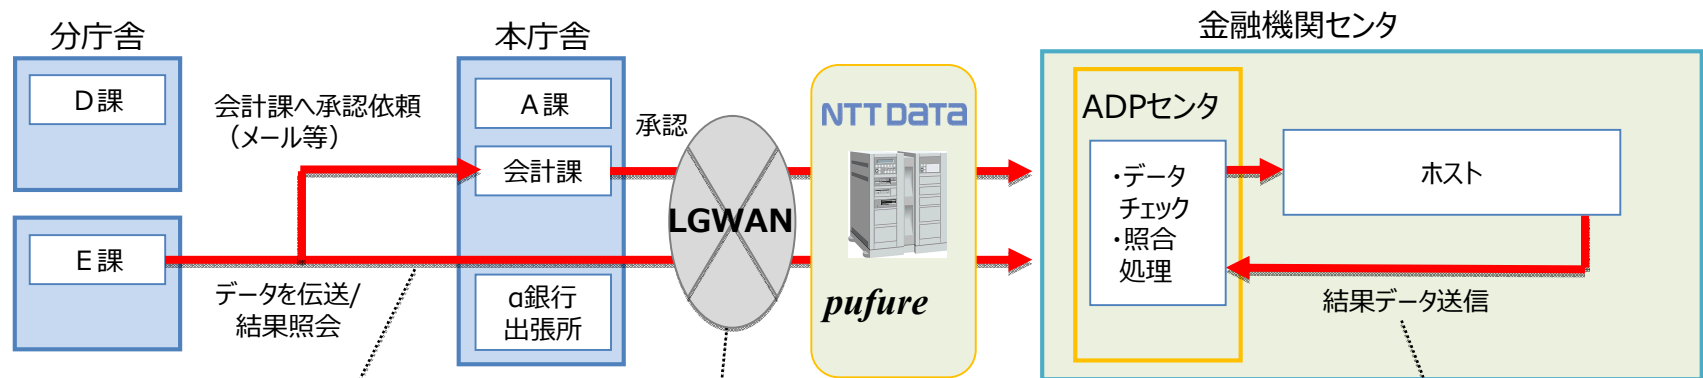 分庁舎
本庁舎
金融機関センタ
D課
会計課へ承認依頼
（メール等）
A課
承認
NTT DATA
ADPセンタ
会計課
・データ
チェック
・照合
処理
ホスト
LGWAN
E課
データを伝送/
結果照会
α銀行
出張所
pufure
結果データ送信